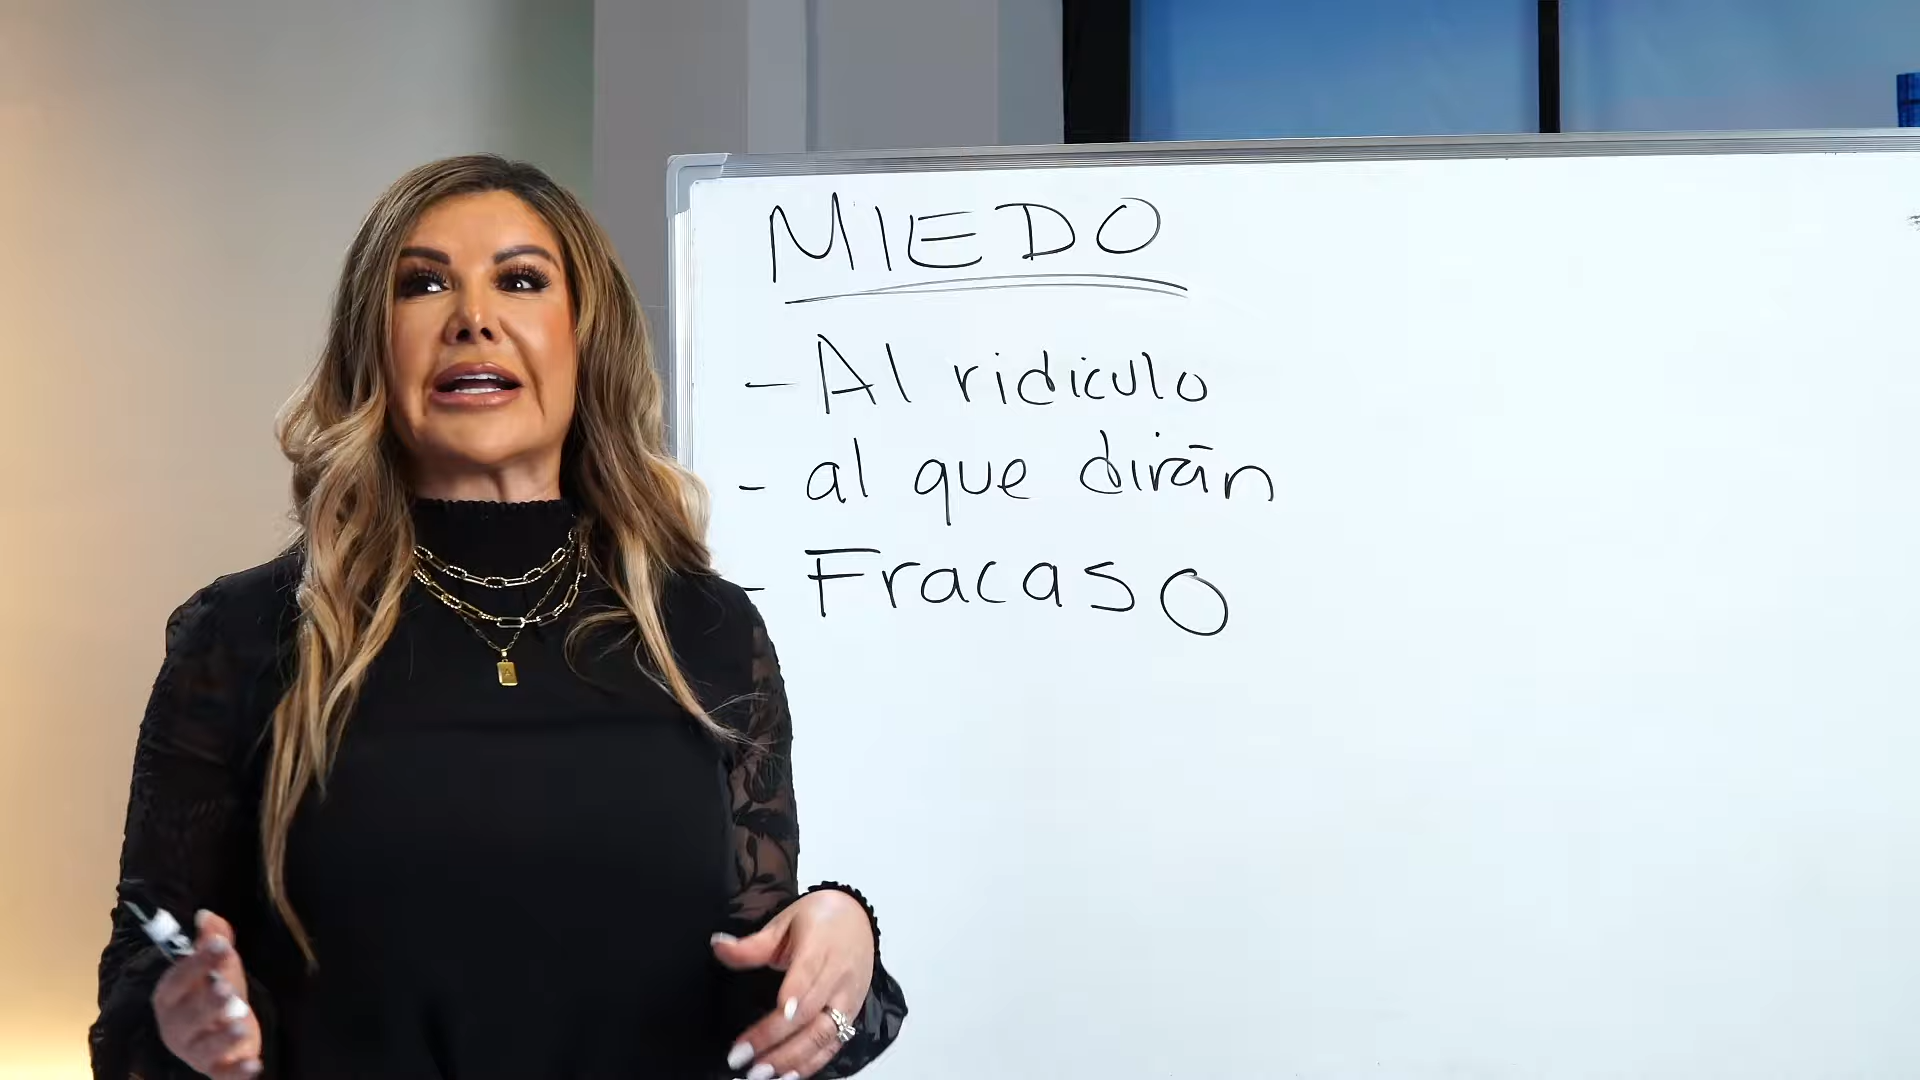 MIEDO
- Al ridiculo
- al que dirán
- Fracaso